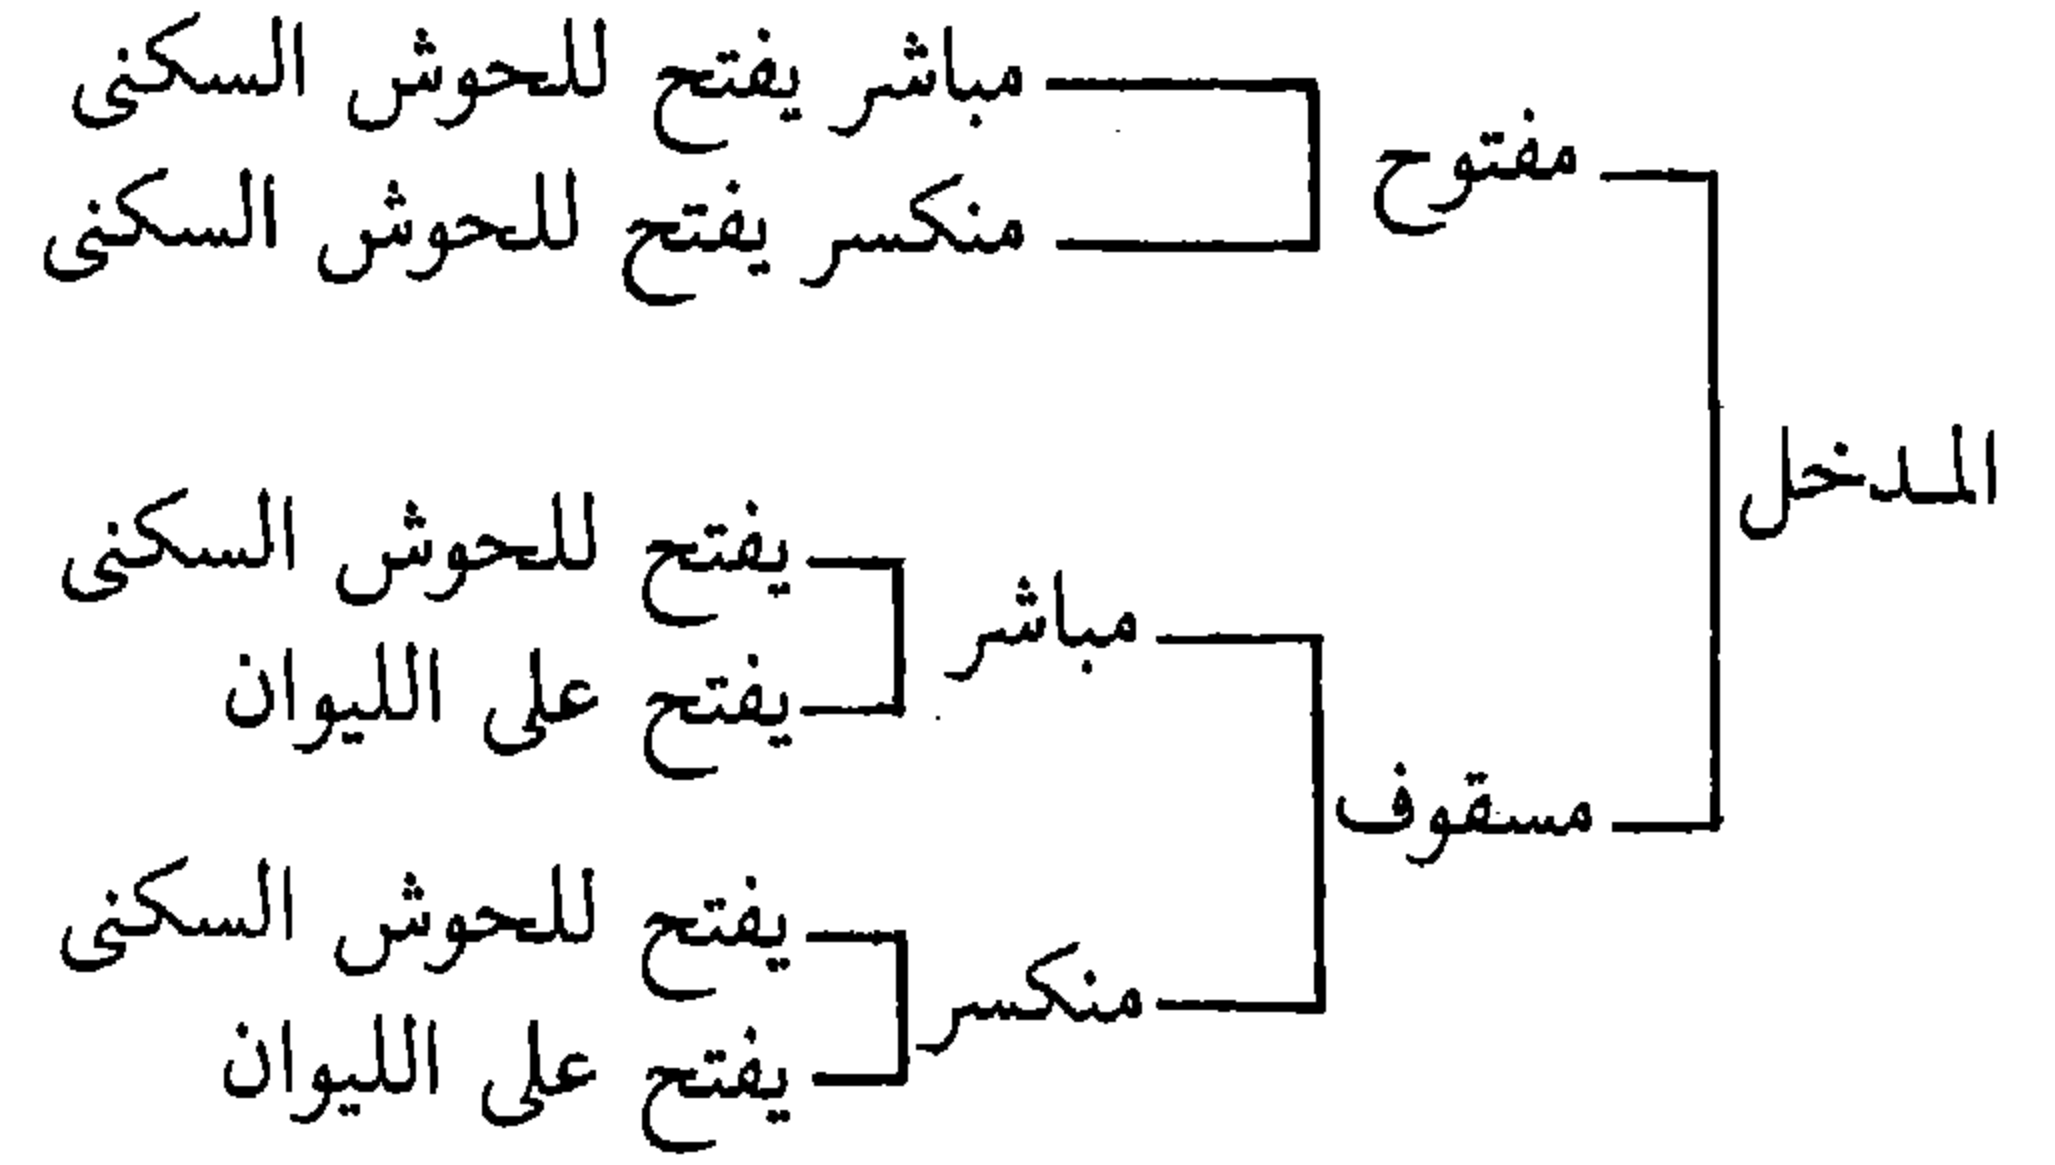 المدخل
مفتوح
مباشر يفتح للحوش السكنى
منكسر يفتح للحوش السكنى
مسقوف
مباشر
يفتح للحوش السكنى
يفتح على الليوان
منكسر
يفتح للحوش السكنى
يفتح على الليوان